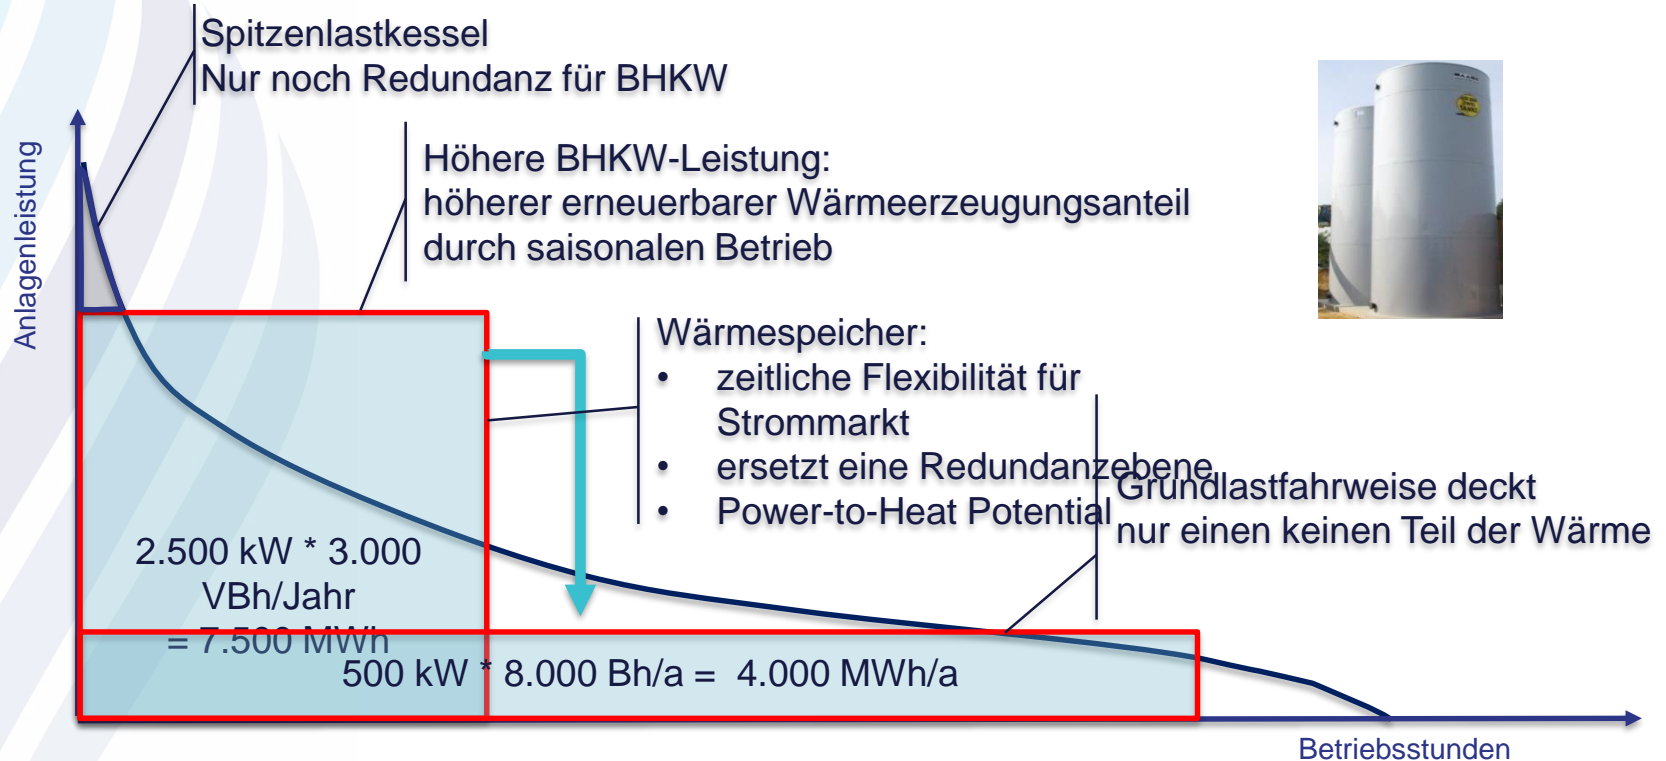 Spitzenlastkessel
Nur noch Redundanz für BHKW
Anlagenleistung
Höhere BHKW-Leistung:
höherer erneuerbarer Wärmeerzeugungsanteil
durch saisonalen Betrieb
Wärmespeicher:
• zeitliche Flexibilität für
Strommarkt
• ersetzt eine Redundanzebene
• Power-to-Heat Potential
Grundlastfahrweise deckt
nur einen keinen Teil der Wärme
2.500 kW * 3.000
VBh/Jahr
= 7.500 MWh
500 kW * 8.000 Bh/a = 4.000 MWh/a
Betriebsstunden